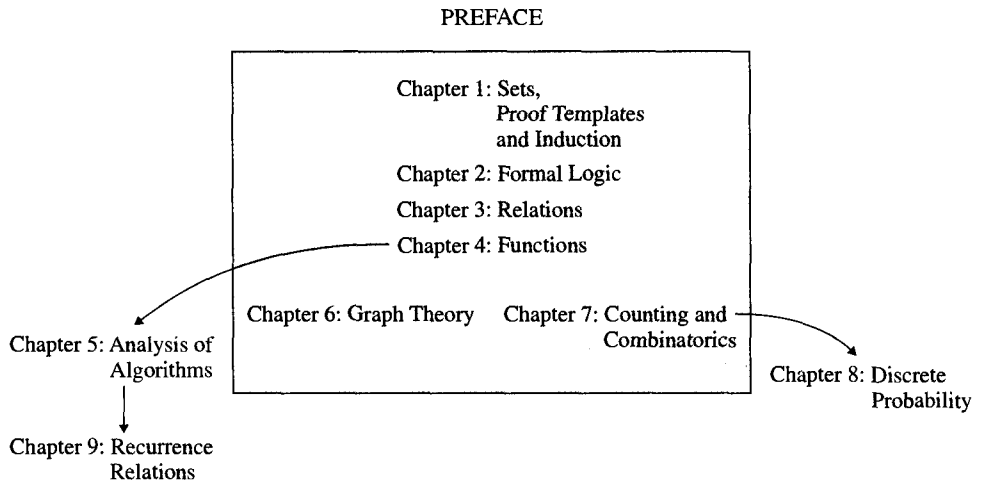 PREFACE
Chapter 1: Sets,
Proof Templates
and Induction
Chapter 2: Formal Logic
Chapter 3: Relations
Chapter 4: Functions
Chapter 6: Graph Theory
Chapter 7: Counting and
Combinatorics
Chapter 5: Analysis of
Algorithms
Chapter 8: Discrete
Probability
Chapter 9: Recurrence
Relations